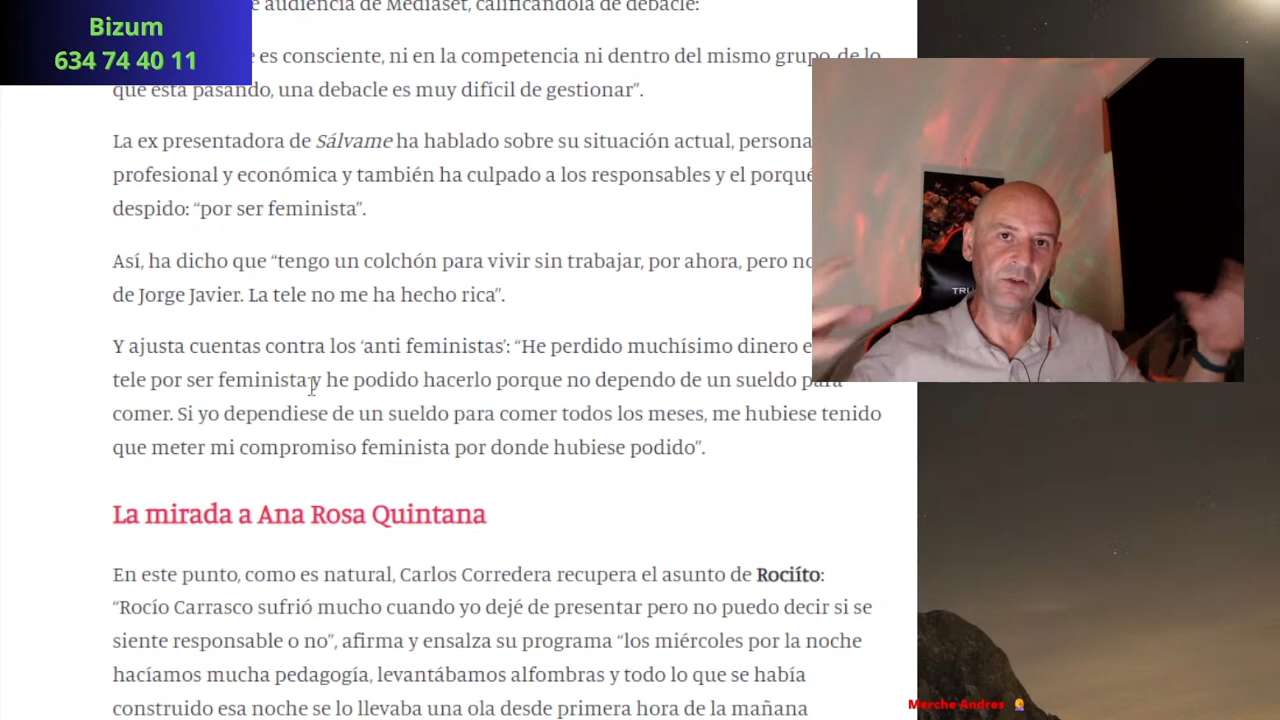 Bizum
634 74 40 11
audiencia de Mediaset, calificándola de debacle:
es consciente, ni en la competencia ni dentro del mismo grupo, de lo
que está pasando, una debacle es muy difícil de gestionar”.
La ex presentadora de Sálvame ha hablado sobre su situación actual, persona
profesional y económica y también ha culpado a los responsables y el porqué
despido: “por ser feminista”.
Así, ha dicho que “tengo un colchón para vivir sin trabajar, por ahora, pero no
de Jorge Javier. La tele no me ha hecho rica”.
Y ajusta cuentas contra los ‘anti feministas’: “He perdido muchísimo dinero e
tele por ser feminista y he podido hacerlo porque no dependo de un sueldo para
comer. Si yo dependiese de un sueldo para comer todos los meses, me hubiese tenido
que meter mi compromiso feminista por donde hubiese podido”.
La mirada a Ana Rosa Quintana
En este punto, como es natural, Carlos Corredera recupera el asunto de Rociíto:
“Rocío Carrasco sufrió mucho cuando yo dejé de presentar pero no puedo decir si se
siente responsable o no”, afirma y ensalza su programa “los miércoles por la noche
hacíamos mucha pedagogía, levantábamos alfombras y todo lo que se había
construido esa noche se lo llevaba una ola desde primera hora de la mañana
Merche Andres